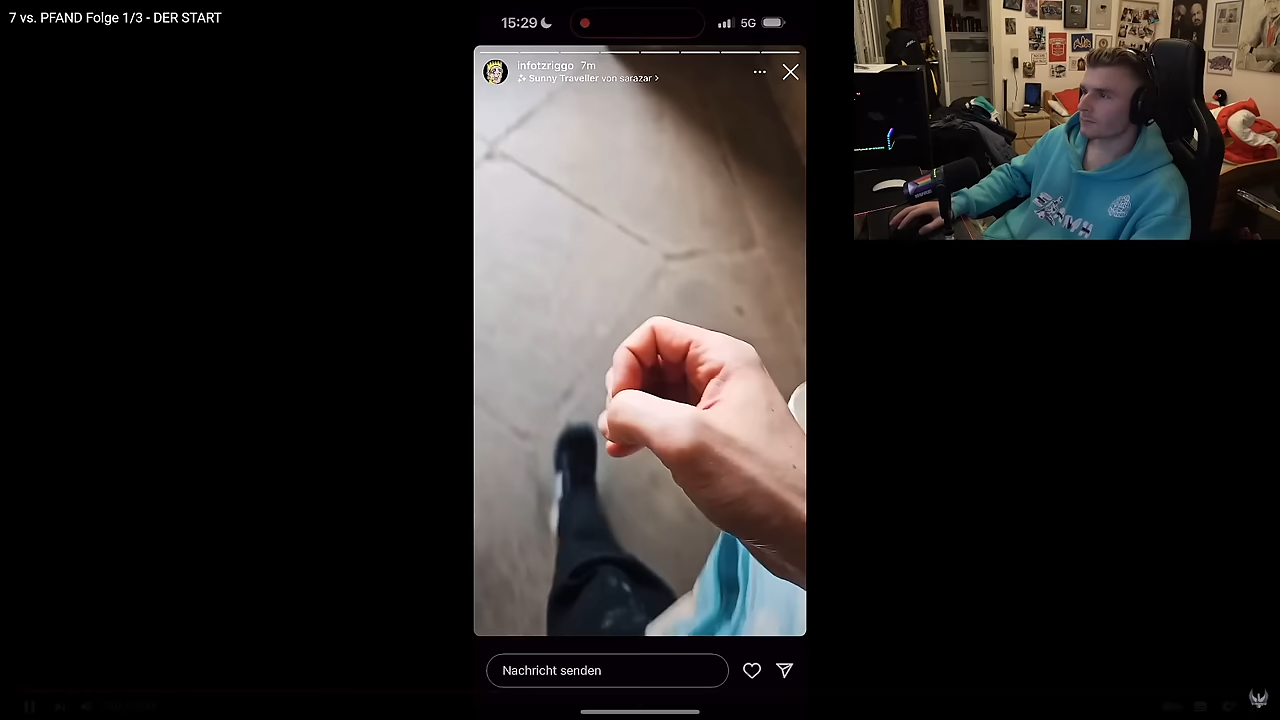 7 vs. PFAND Folge 1/3 - DER START
15:29
5G
infotzriggo 7m
Sunny Traveller von sarazar >
Nachricht senden